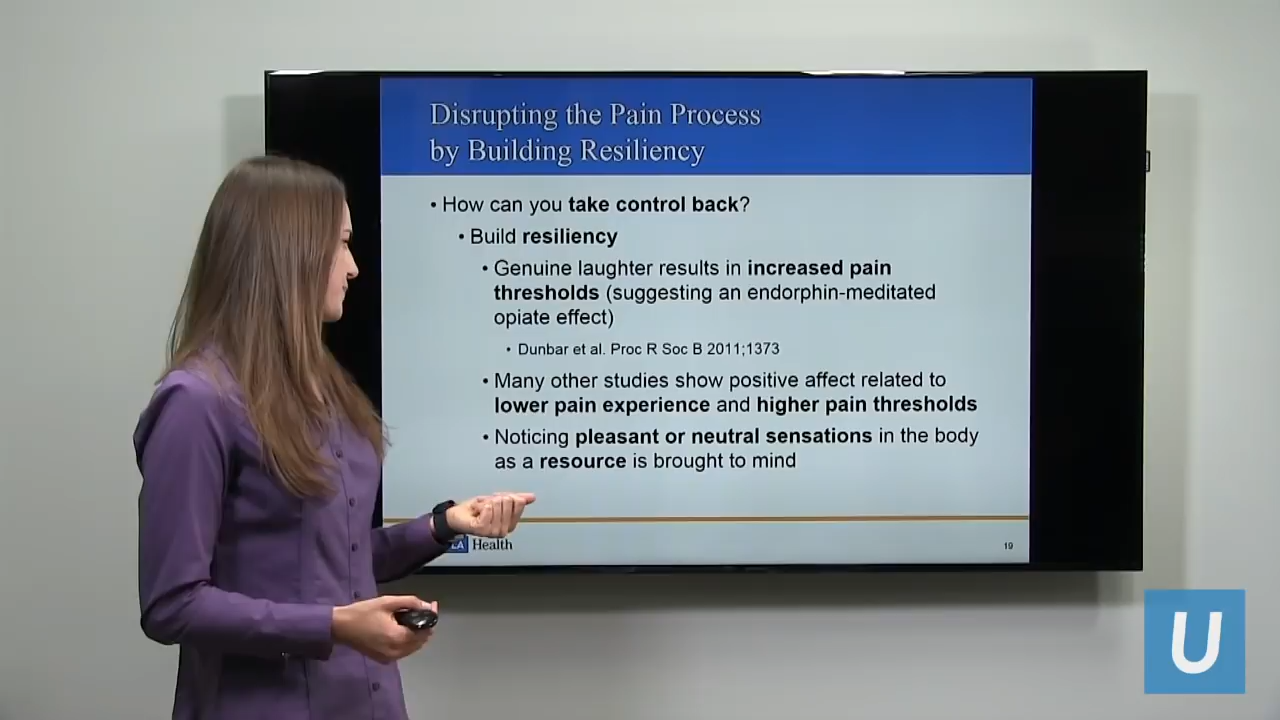 Disrupting the Pain Process
by Building Resiliency
• How can you take control back?
• Build resiliency
• Genuine laughter results in increased pain
thresholds (suggesting an endorphin-meditated
opiate effect)
• Dunbar et al. Proc R Soc B 2011;1373
• Many other studies show positive affect related to
lower pain experience and higher pain thresholds
• Noticing pleasant or neutral sensations in the body
as a resource is brought to mind
LA Health
19
U